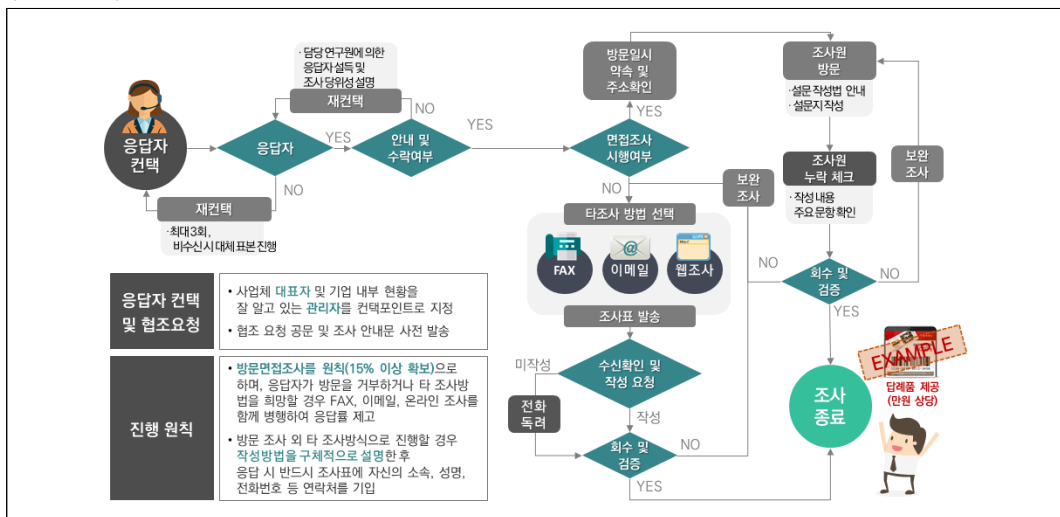 · 담당 연구원에 의한
응답자 설득 및
조사 당위성 설명
재컨택
NO
응답자
컨택
응답자
YES
안내 및
수락여부
YES
NO
재컨택
· 최대 3회,
비수신 시 대체 표본 진행
방문일시
약속 및
주소확인
YES
면접조사
시행여부
NO
조사원
방문
· 설문 작성법 안내
· 설문지 작성
조사원
누락 체크
· 작성 내용
주요 문항 확인
보완
조사
보완
조사
NO
NO
회수 및
검증
YES
타조사 방법 선택
FAX
이메일
웹조사
조사표 발송
미작성
수신확인 및
작성 요청
전화
독려
작성
회수 및
검증
NO
YES
EXAMPLE
답례품 제공
(만원 상당)
조사
종료
응답자 컨택
및 협조요청
• 사업체 대표자 및 기업 내부 현황을
잘 알고 있는 관리자를 컨택포인트로 지정
• 협조 요청 공문 및 조사 안내문 사전 발송
진행 원칙
• 방문면접조사를 원칙(15% 이상 확보)으로
하며, 응답자가 방문을 거부하거나 타 조사방
법을 희망할 경우 FAX, 이메일, 온라인 조사를
함께 병행하여 응답률 제고
• 방문 조사 외 타 조사방식으로 진행할 경우
작성방법을 구체적으로 설명한 후
응답 시 반드시 조사표에 자신의 소속, 성명,
전화번호 등 연락처를 기입